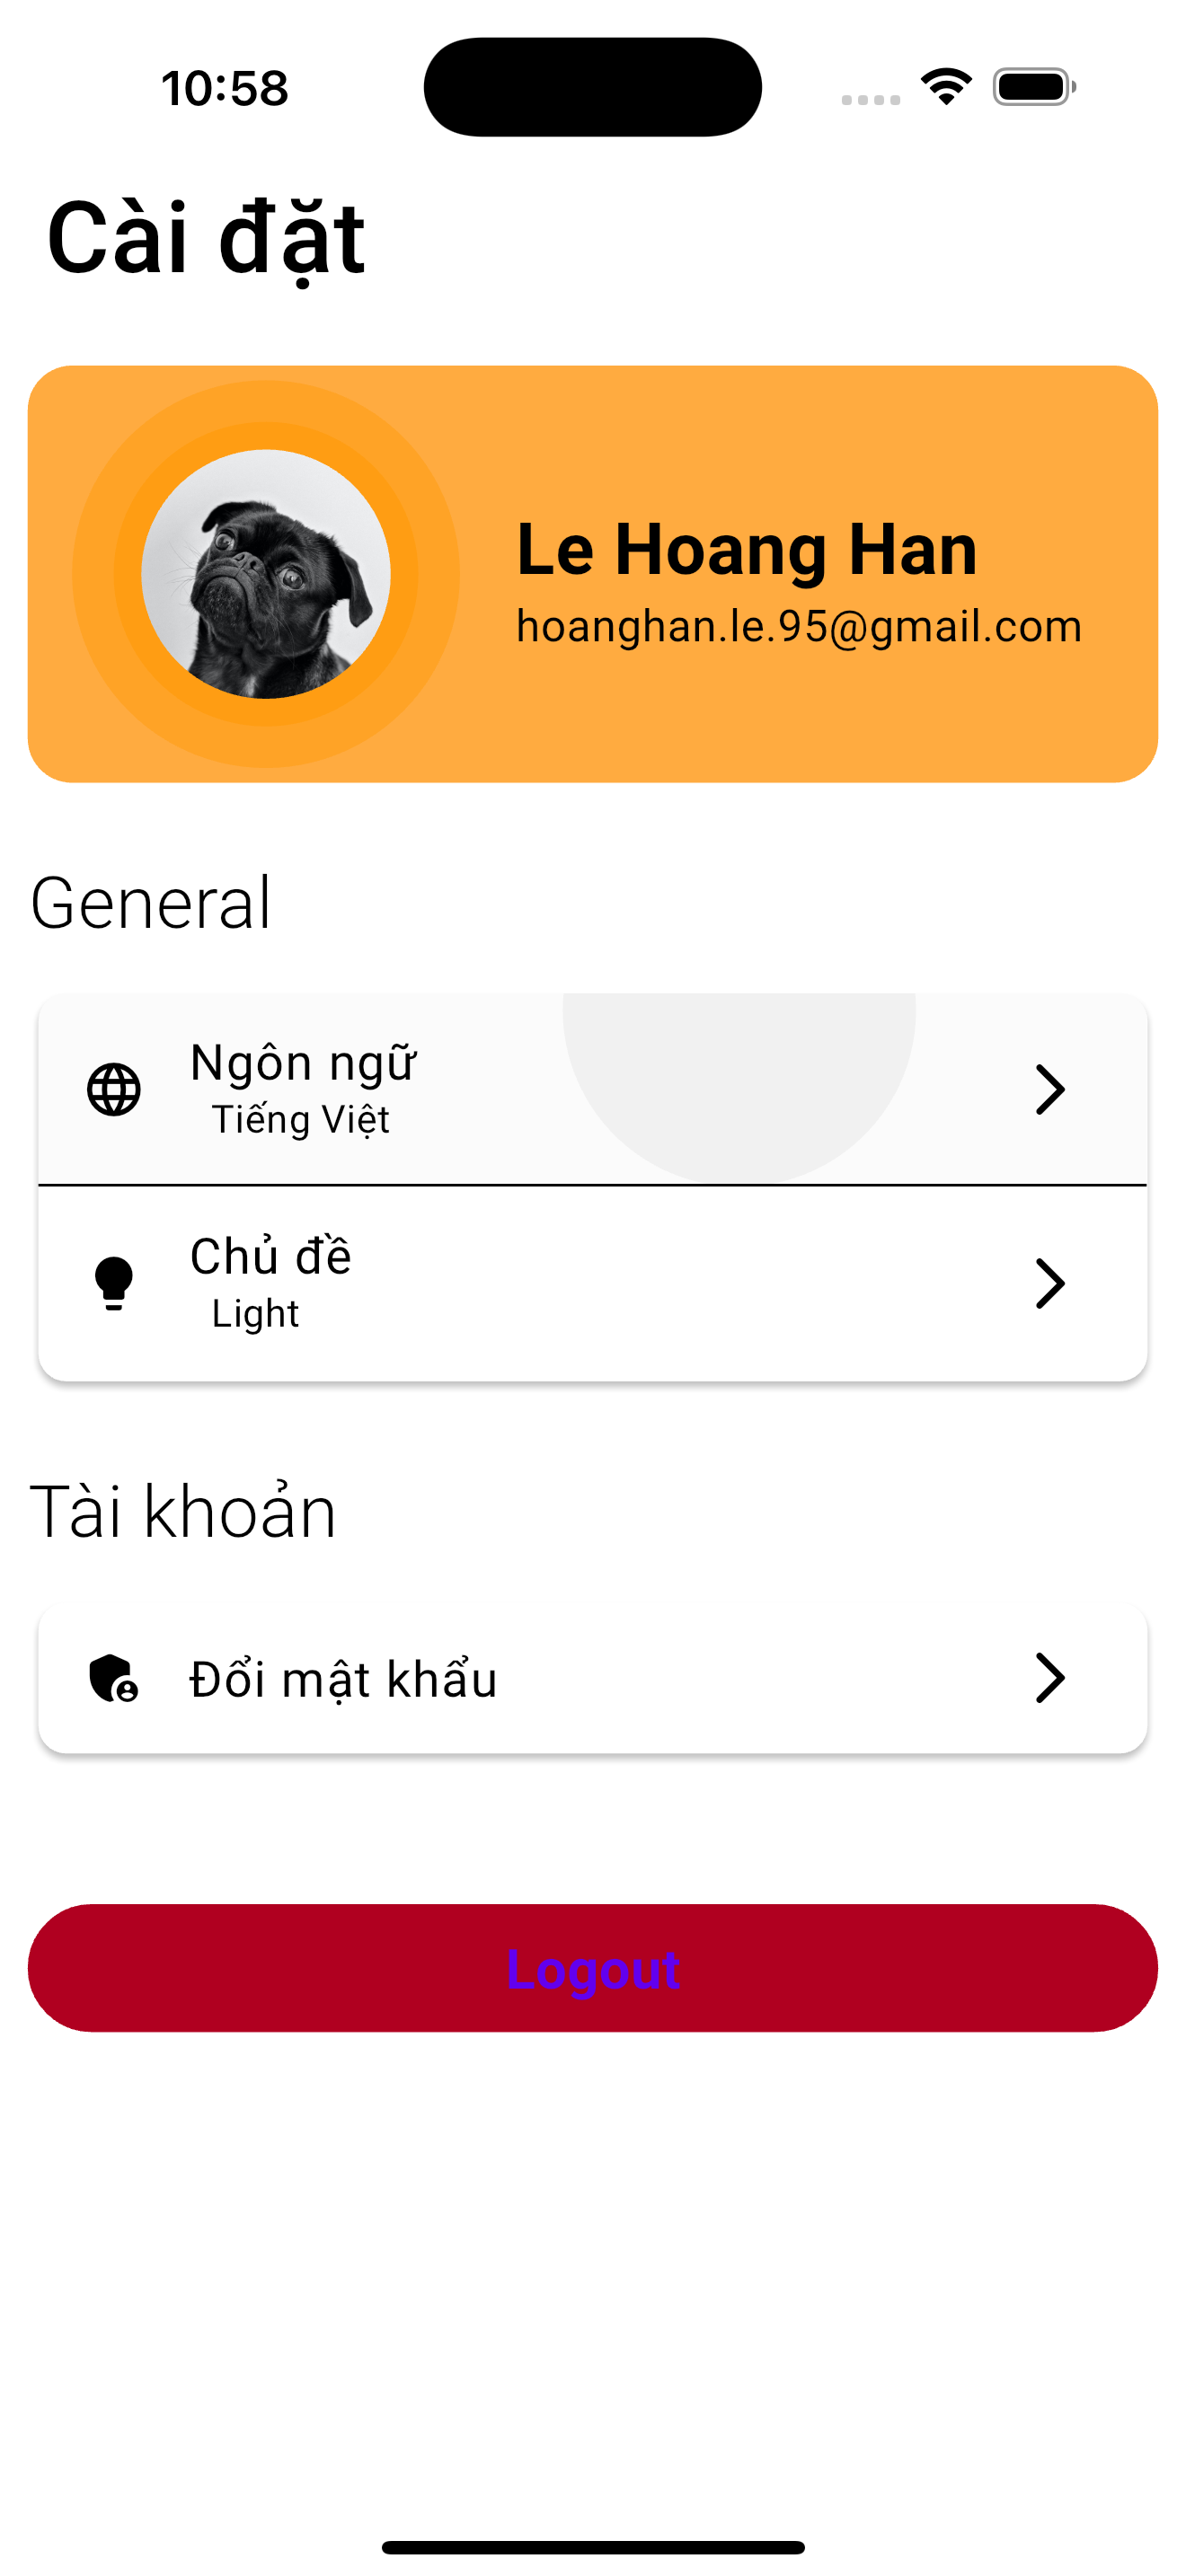 10:58
Cài đặt
Le Hoang Han
hoanghan.le.95@gmail.com
General
Ngôn ngữ
Tiếng Việt
Chủ đề
Light
Tài khoản
Đổi mật khẩu
Logout